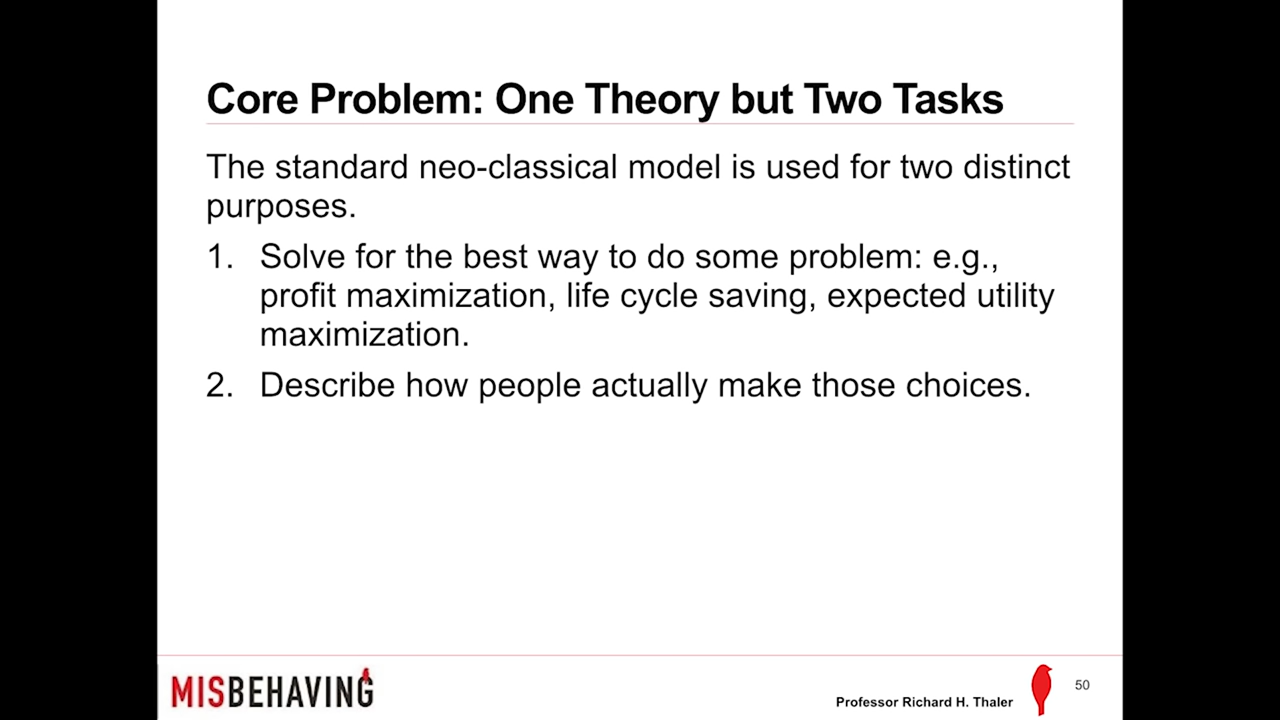 Core Problem: One Theory but Two Tasks
The standard neo-classical model is used for two distinct
purposes.
1. Solve for the best way to do some problem: e.g.,
profit maximization, life cycle saving, expected utility
maximization.
2. Describe how people actually make those choices.
MISBEHAVING
Professor Richard H. Thaler
50